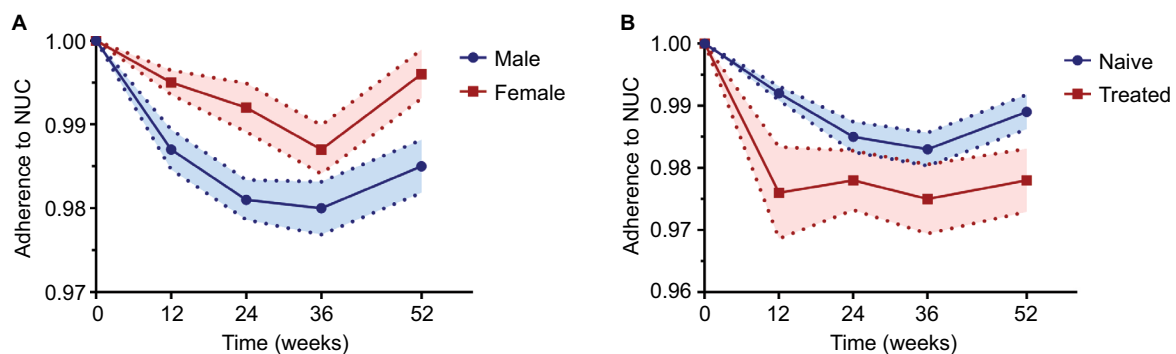 A
Adherence to NUC
1.00
0.99
0.98
0.97
0 12 24 36 52
Time (weeks)
Male
Female
B
Adherence to NUC
1.00
0.99
0.98
0.97
0.96
0 12 24 36 52
Time (weeks)
Naive
Treated